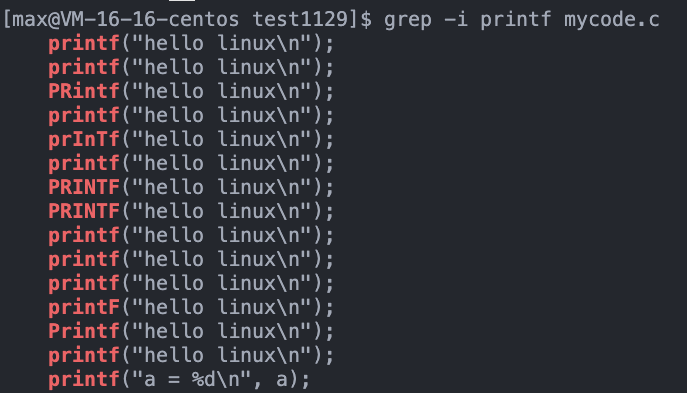 [max@VM-16-16-centos test1129]$ grep -i printf mycode.c
    printf("hello linux\n");
    printf("hello linux\n");
    PRintf("hello linux\n");
    printf("hello linux\n");
    prInTf("hello linux\n");
    printf("hello linux\n");
    PRINTF("hello linux\n");
    PRINTF("hello linux\n");
    printf("hello linux\n");
    printf("hello linux\n");
    printf("hello linux\n");
    printF("hello linux\n");
    Printf("hello linux\n");
    printf("hello linux\n");
    printf("a = %d\n", a);